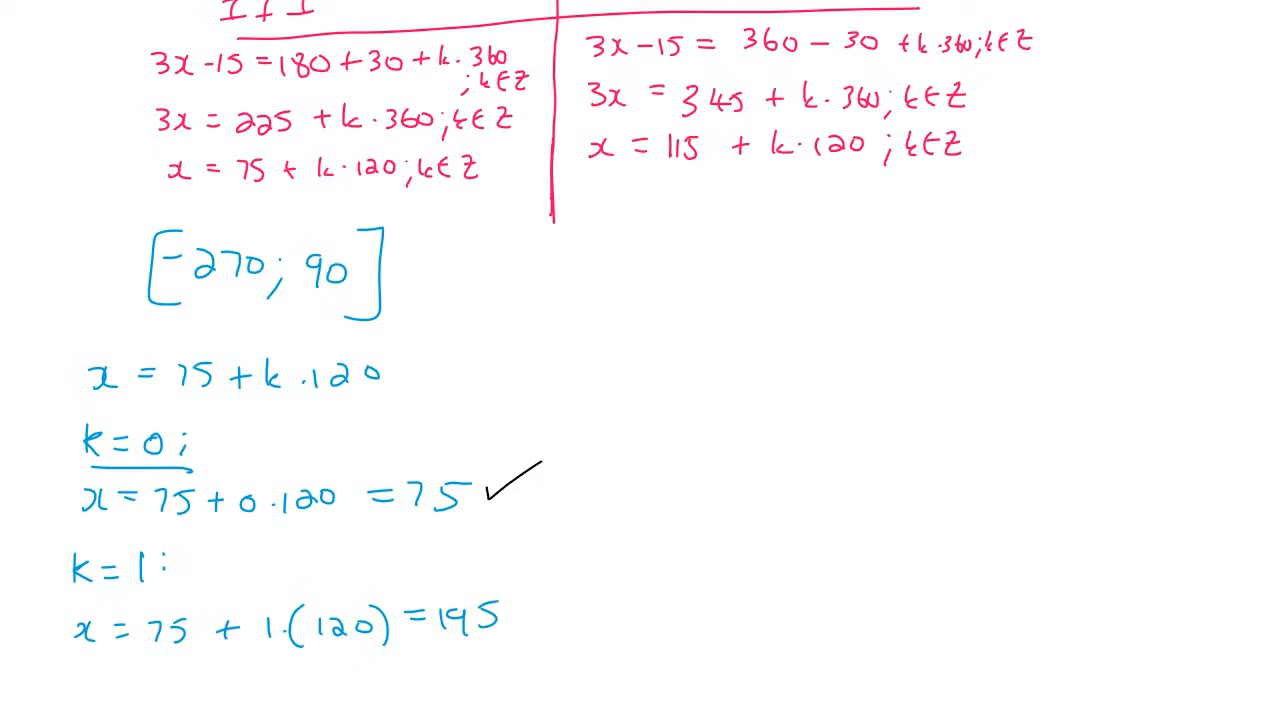 3x - 15 = 180 + 30 + k . 360
; k ∈ Z
3x = 225 + k . 360 ; k ∈ Z
x = 75 + k . 120 ; k ∈ Z
3x - 15 = 360 - 30 + k . 360 ; k ∈ Z
3x = 345 + k . 360 ; k ∈ Z
x = 115 + k . 120 ; k ∈ Z
[-270 ; 90]
x = 75 + k . 120
k = 0 ;
x = 75 + 0 . 120 = 75 ✓
k = 1 :
x = 75 + 1 . (120) = 195